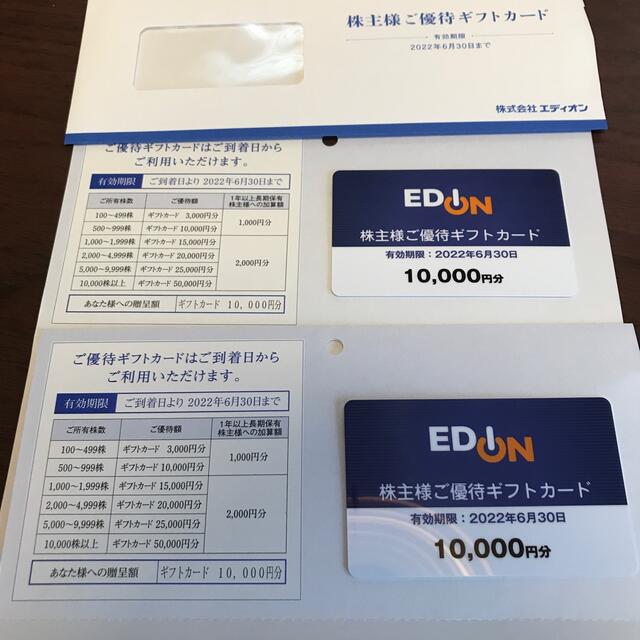 株主様ご優待ギフトカード
有効期限
2022年6月30日まで
株式会社 エディオン
ご優待ギフトカードはご到着日から
ご利用いただけます。
有効期限 ご到着日より 2022年6月30日まで
ご所有株数 ご優待額 1年以上長期保有株主様への加算額
100〜499株 ギフトカード 3,000円分 1,000円分
500〜999株 ギフトカード 10,000円分
1,000〜1,999株 ギフトカード 15,000円分 2,000円分
2,000〜4,999株 ギフトカード 20,000円分
5,000〜9,999株 ギフトカード 25,000円分
10,000株以上 ギフトカード 50,000円分
あなた様への贈呈額 ギフトカード 10,000円分
EDION
株主様ご優待ギフトカード
有効期限：2022年6月30日
10,000円分
ご優待ギフトカードはご到着日から
ご利用いただけます。
有効期限 ご到着日より 2022年6月30日まで
ご所有株数 ご優待額 1年以上長期保有株主様への加算額
100〜499株 ギフトカード 3,000円分 1,000円分
500〜999株 ギフトカード 10,000円分
1,000〜1,999株 ギフトカード 15,000円分 2,000円分
2,000〜4,999株 ギフトカード 20,000円分
5,000〜9,999株 ギフトカード 25,000円分
10,000株以上 ギフトカード 50,000円分
あなた様への贈呈額 ギフトカード 10,000円分
EDION
株主様ご優待ギフトカード
有効期限：2022年6月30日
10,000円分